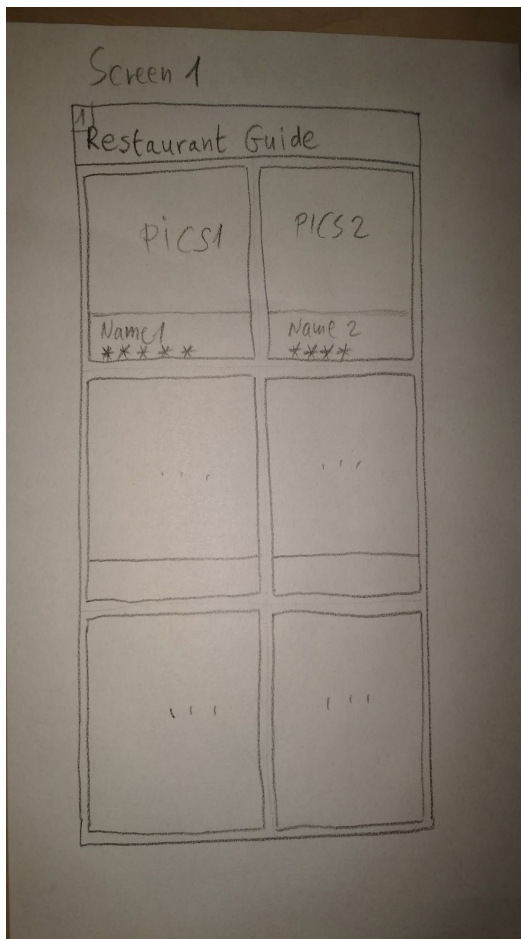 Screen 1
1
Restaurant Guide
PiCS1
PICS2
Name1
*****
Name 2
****
...
...
...
...